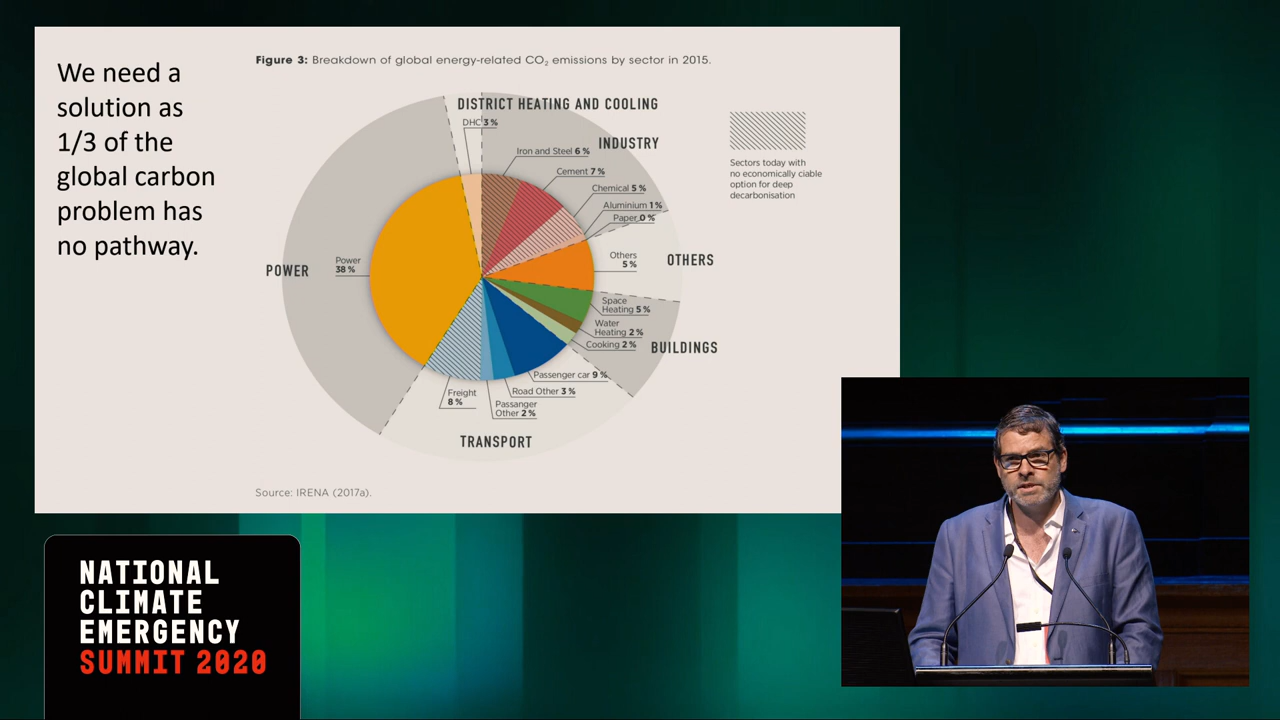 We need a
solution as
1/3 of the
global carbon
problem has
no pathway.
Figure 3: Breakdown of global energy-related CO₂ emissions by sector in 2015.
DISTRICT HEATING AND COOLING
DHC 3 %
INDUSTRY
Iron and Steel 6 %
Cement 7 %
Chemical 5 %
Aluminium 1 %
Paper 0 %
Sectors today with
no economically ciable
option for deep
decarbonisation
OTHERS
Others
5 %
POWER
Power
38 %
Space
Heating 5 %
Water
Heating 2 %
Cooking 2 %
BUILDINGS
Passenger car 9 %
Road Other 3 %
Passanger
Other 2 %
Freight
8 %
TRANSPORT
Source: IRENA (2017a).
NATIONAL
CLIMATE
EMERGENCY
SUMMIT 2020